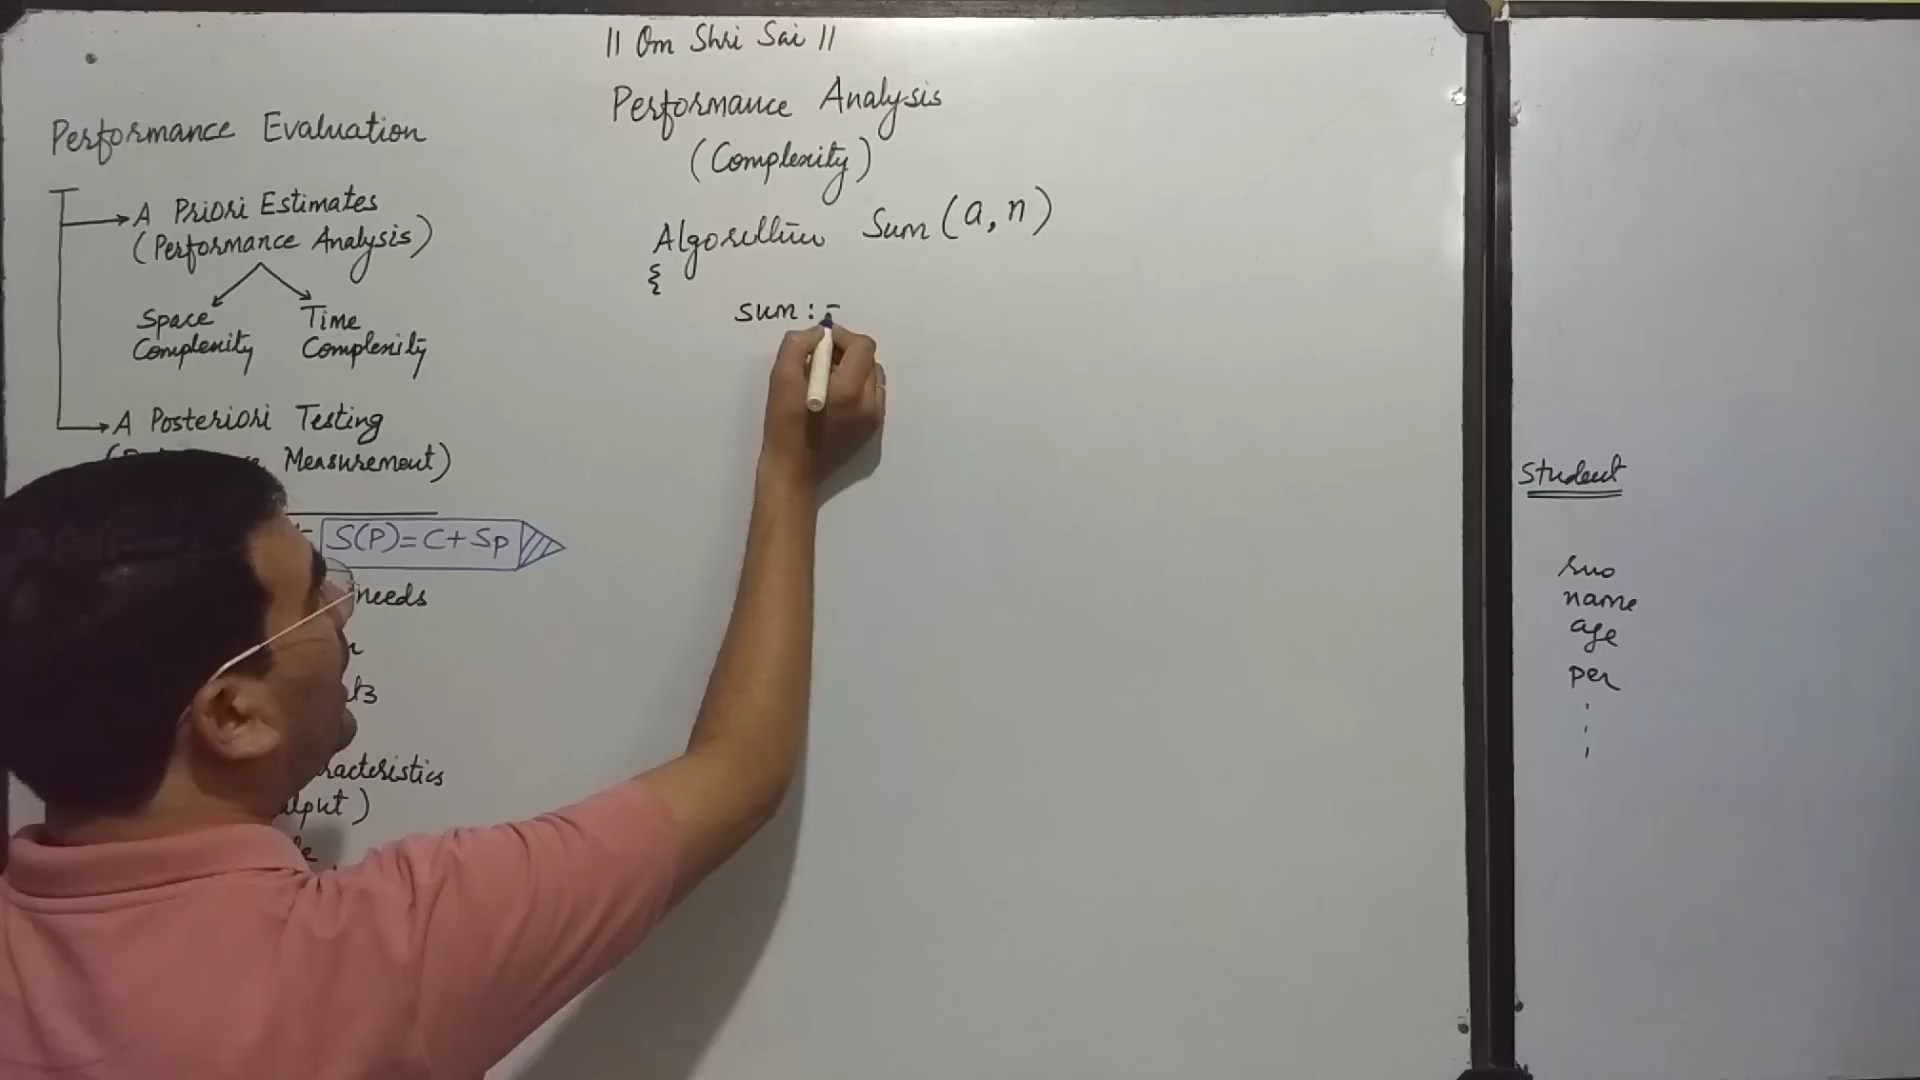 || Om Shri Sai ||
Performance Analysis
(Complexity)
Performance Evaluation
A Priori Estimates
(Performance Analysis)
Space Complexity
Time Complexity
A Posteriori Testing
Measurement)
S(P)=C+Sp
needs
Algorithm Sum(a,n)
{
sum:=
Student
rno
name
age
per